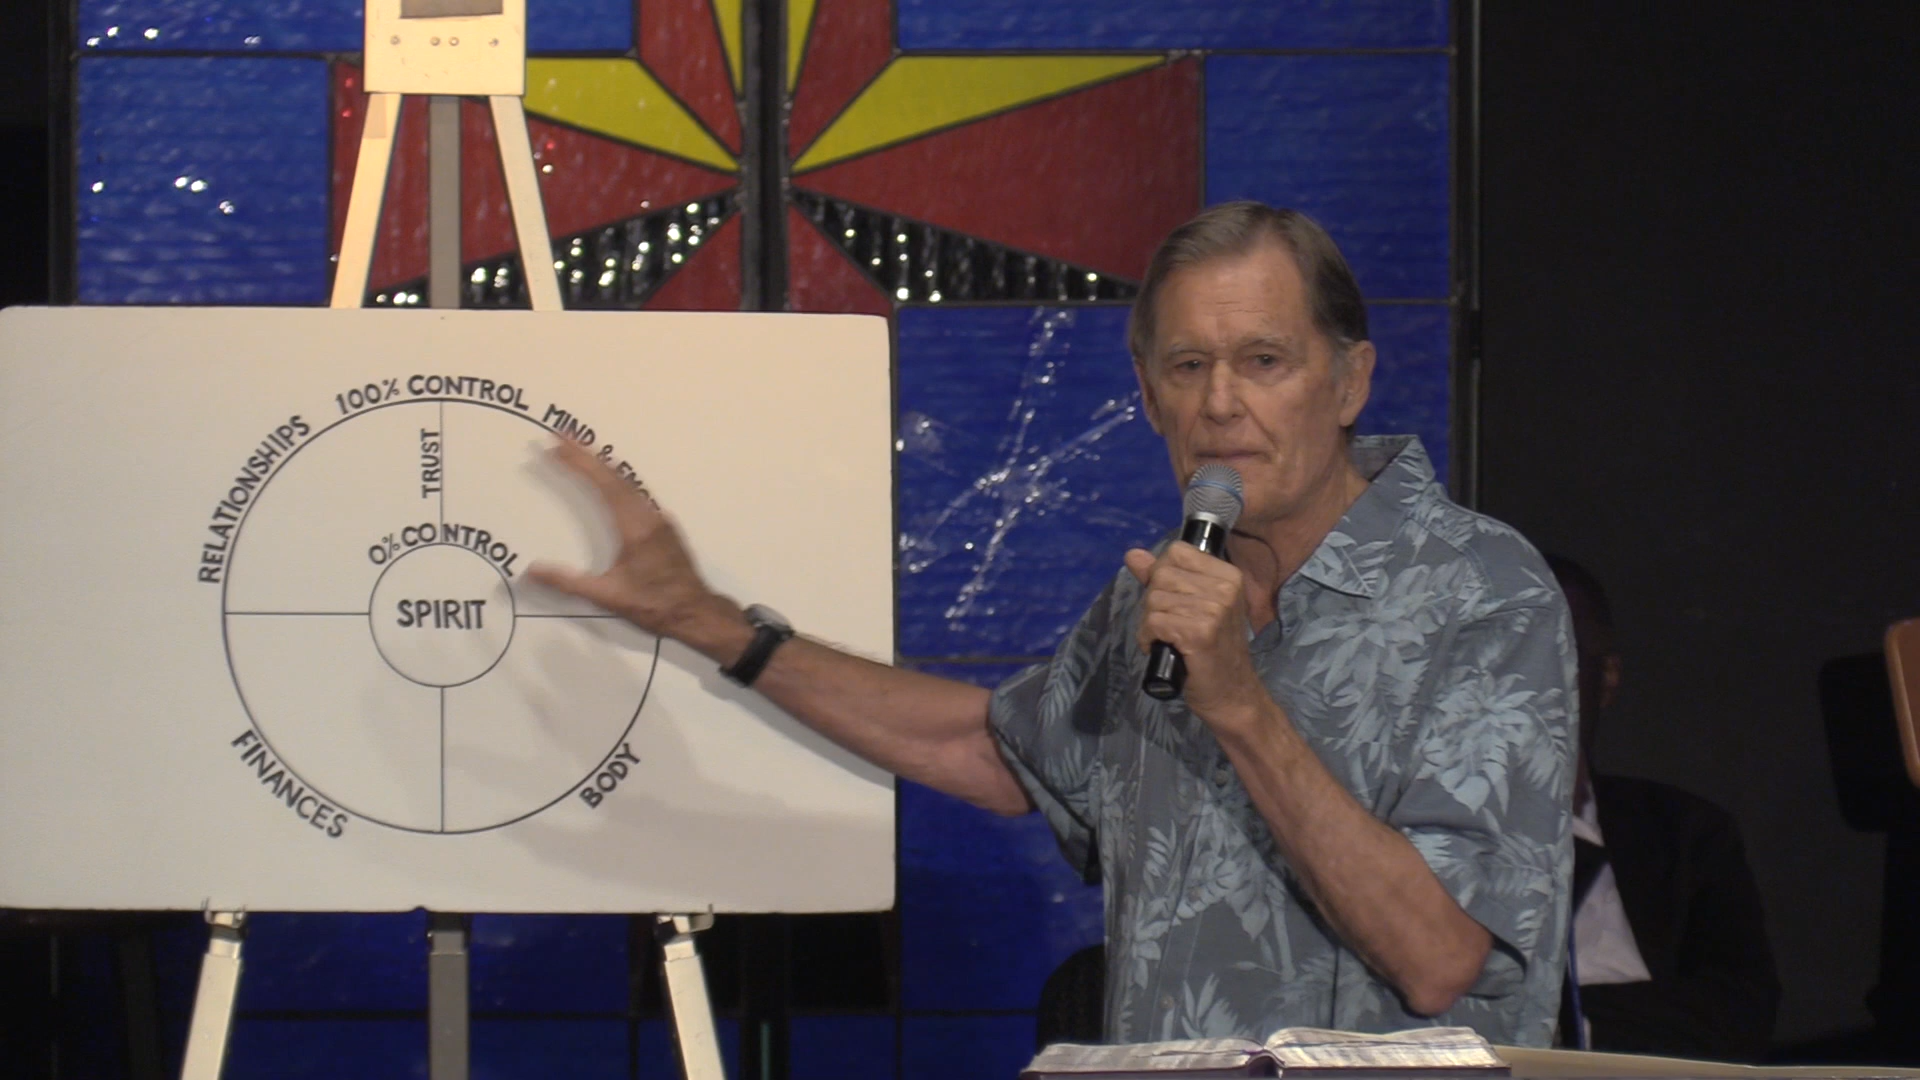 100% CONTROL
RELATIONSHIPS
MIND &
TRUST
0% CONTROL
SPIRIT
FINANCES
BODY